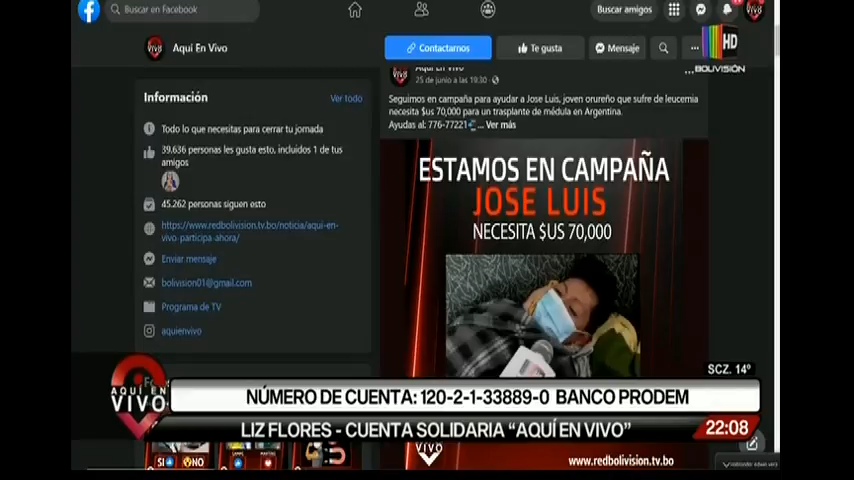 Buscar en Facebook
Buscar amigos
Aquí En Vivo
Contactarnos
Te gusta
Mensaje
HD
BOLIVISIÓN
Información
Ver todo
Todo lo que necesitas para cerrar tu jornada
39,636 personas les gusta esto, incluidos 1 de tus
amigos
45.262 personas siguen esto
https://www.redbolivision.tv.bo/noticia/aqui-en-
vivo-participa-ahora/
Enviar mensaje
bolivision01@gmail.com
Programa de TV
aquienvivo
Aquí En Vivo
25 de junio a las 19:30
Seguimos en campaña para ayudar a Jose Luis, joven orureño que sufre de leucemia
necesita $us 70,000 para un trasplante de médula en Argentina.
Ayudas al: 776-77221 ... Ver más
ESTAMOS EN CAMPAÑA
JOSE LUIS
NECESITA $US 70,000
SCZ. 14º
AQUÍ EN
VIVO
NÚMERO DE CUENTA: 120-2-1-33889-0 BANCO PRODEM
LIZ FLORES - CUENTA SOLIDARIA “AQUÍ EN VIVO”
22:08
SI
NO
VIVO
www.redbolivision.tv.bo